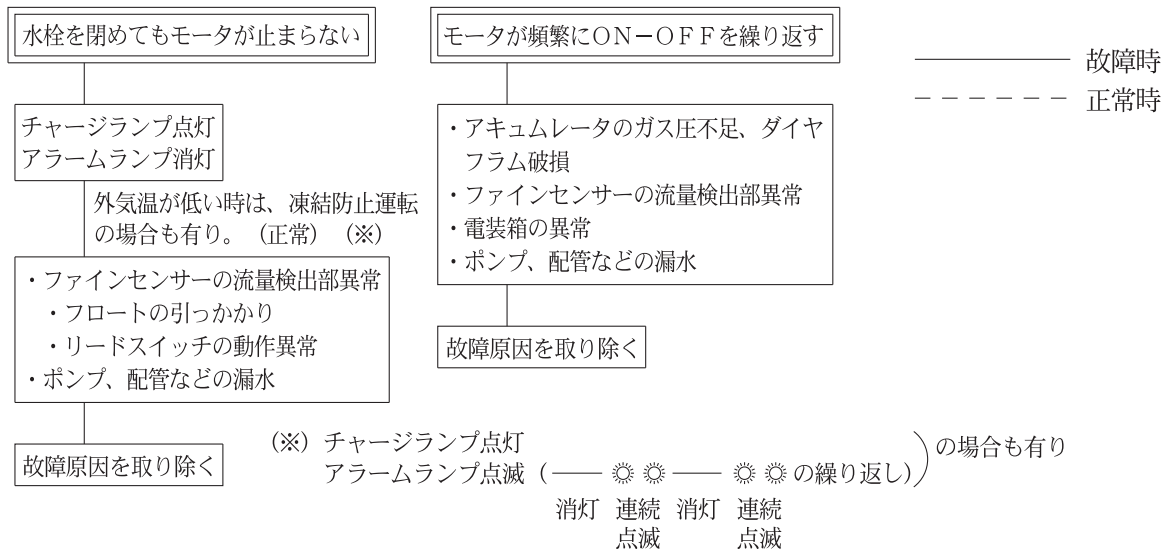 水栓を閉めてもモータが止まらない
チャージランプ点灯
アラームランプ消灯
外気温が低い時は、凍結防止運転
の場合も有り。（正常）（※）
・ファインセンサーの流量検出部異常
・フロートの引っかかり
・リードスイッチの動作異常
・ポンプ、配管などの漏水
故障原因を取り除く
モータが頻繁にＯＮ－ＯＦＦを繰り返す
・アキュムレータのガス圧不足、ダイヤ
フラム破損
・ファインセンサーの流量検出部異常
・電装箱の異常
・ポンプ、配管などの漏水
故障原因を取り除く
故障時
正常時
（※）チャージランプ点灯
アラームランプ点滅（ の繰り返し）） の場合も有り
消灯 連続 消灯 連続
点滅 点滅